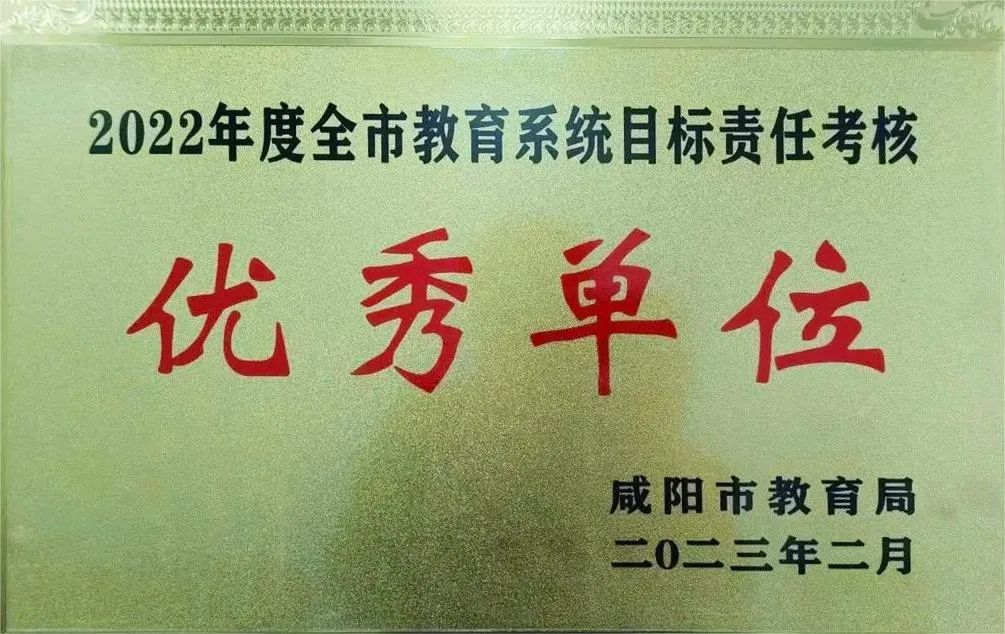 2022年度全市教育系统目标责任考核
优秀单位
咸阳市教育局
二〇二三年二月